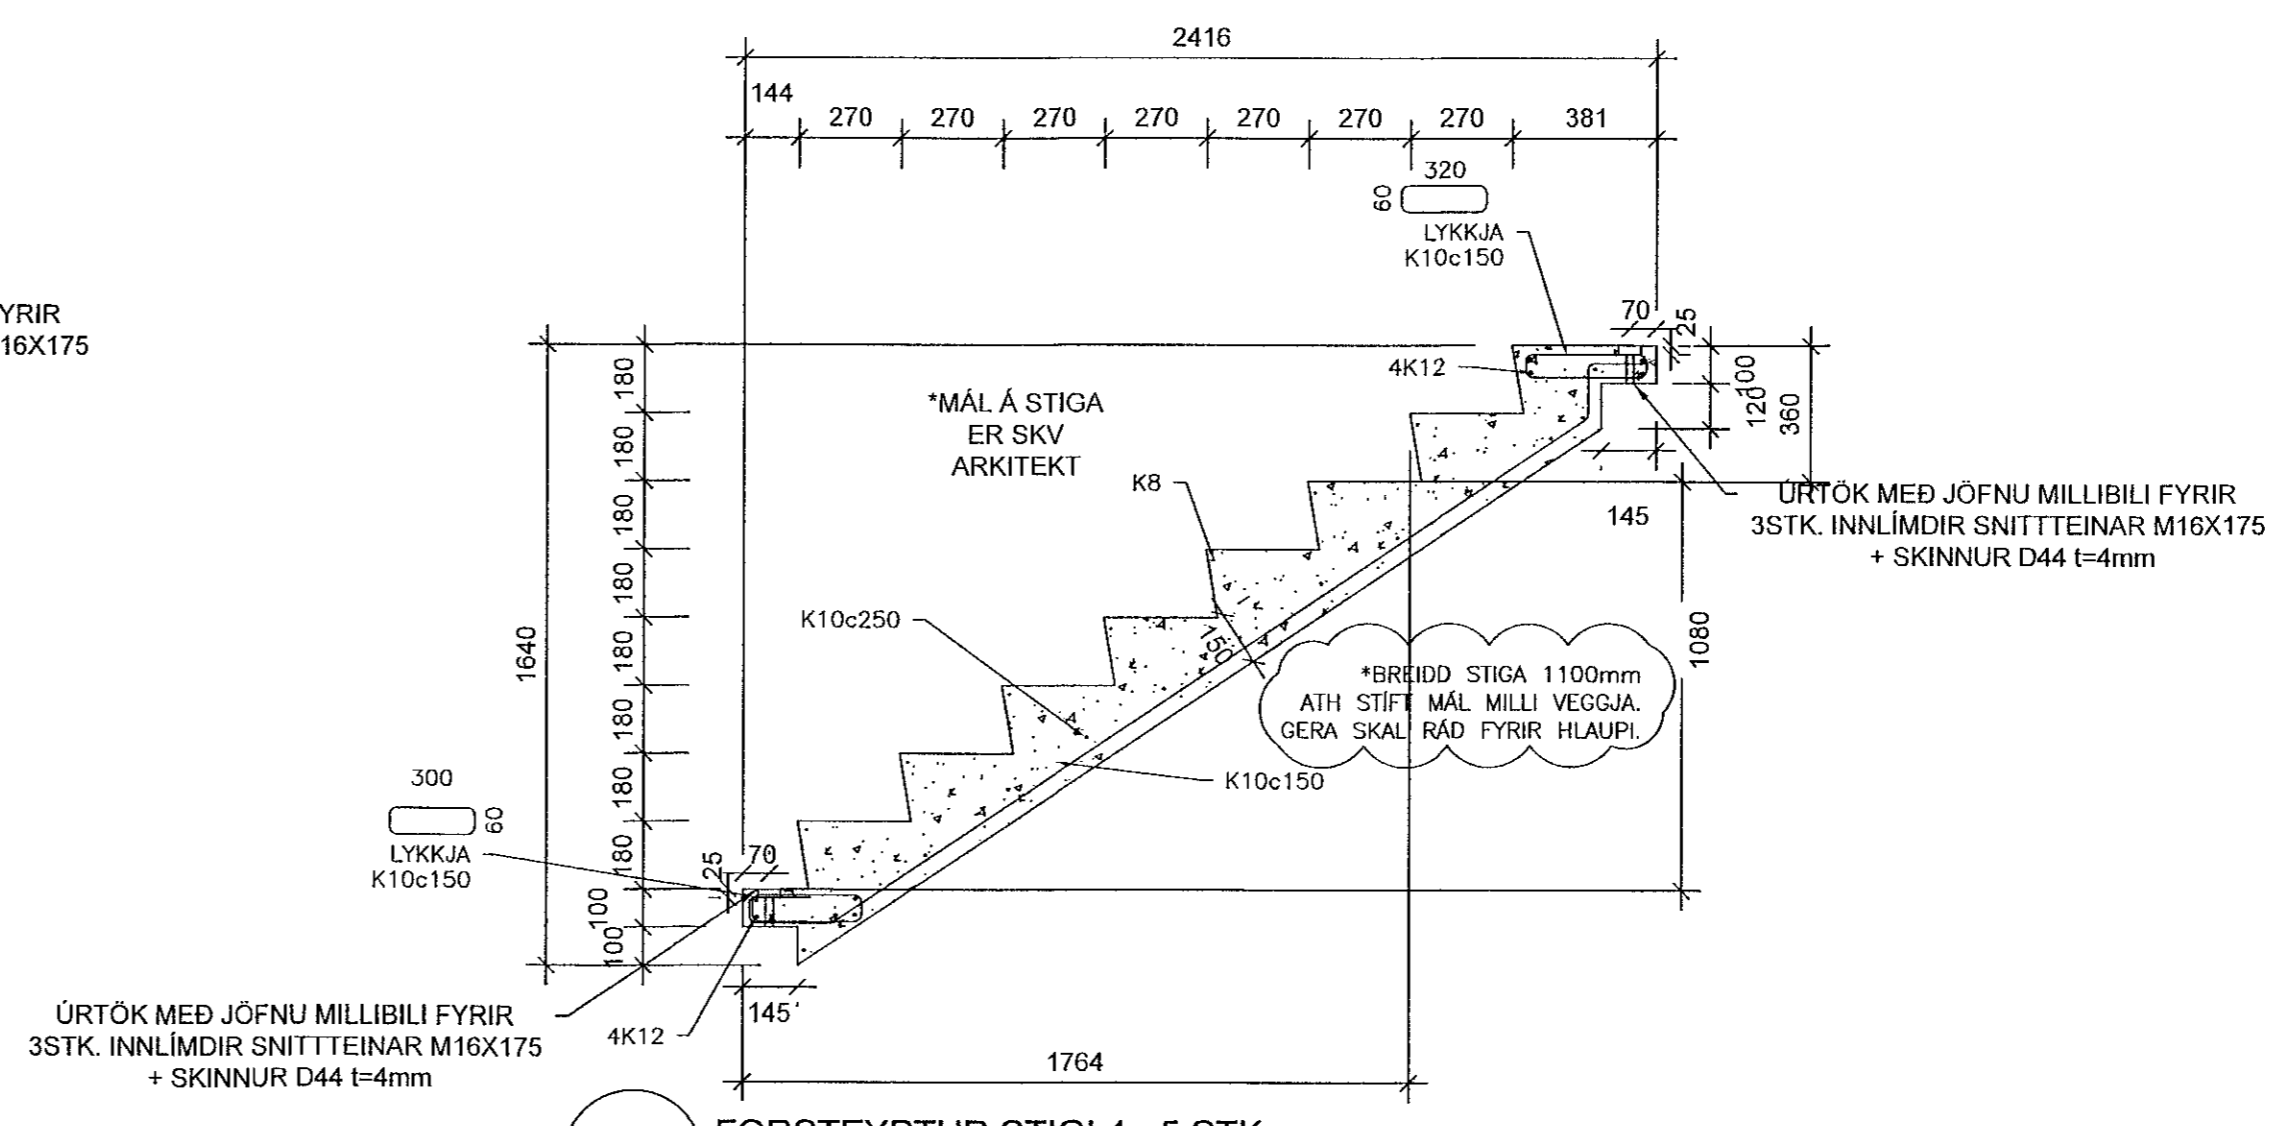 2416
144
270 270 270 270 270 270 270 381
320
60
LYKKJA
K10c150
YRIR
16X175
70
25
4K12
100
120
360
180
180
180
180
180
180
180
180
100
100
1640
*MÁL Á STIGA
ER SKV
ARKITEKT
K8
145
ÚRTÖK MEÐ JÖFNU MILLIBILI FYRIR
3STK. INNLÍMDIR SNITTTEINAR M16X175
+ SKINNUR D44 t=4mm
K10c250
150
1080
*BREIDD STIGA 1100mm
ATH STÍFT MÁL MILLI VEGGJA.
GERA SKAL RÁÐ FYRIR HLAUPI.
K10c150
300
60
LYKKJA
K10c150
25
70
145
4K12
ÚRTÖK MEÐ JÖFNU MILLIBILI FYRIR
3STK. INNLÍMDIR SNITTTEINAR M16X175
+ SKINNUR D44 t=4mm
1764